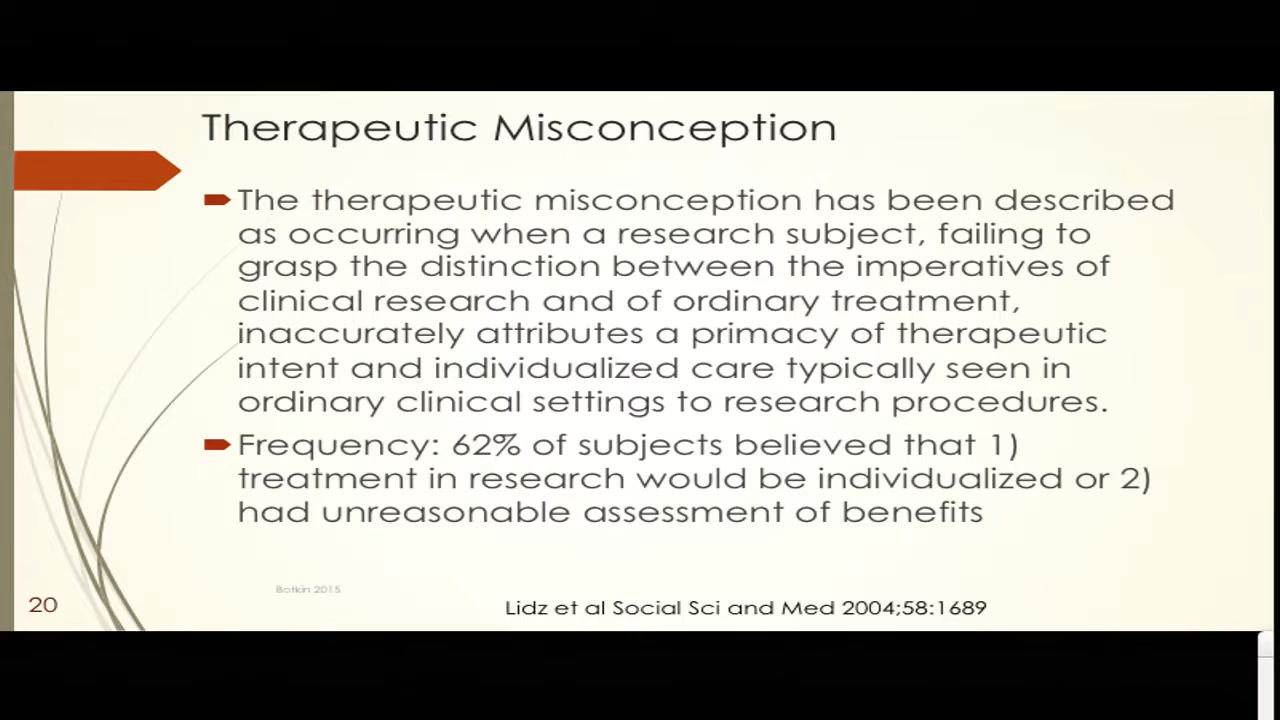 Therapeutic Misconception
The therapeutic misconception has been described
as occurring when a research subject, failing to
grasp the distinction between the imperatives of
clinical research and of ordinary treatment,
inaccurately attributes a primacy of therapeutic
intent and individualized care typically seen in
ordinary clinical settings to research procedures.
Frequency: 62% of subjects believed that 1)
treatment in research would be individualized or 2)
had unreasonable assessment of benefits
Botkin 2015
20
Lidz et al Social Sci and Med 2004;58:1689